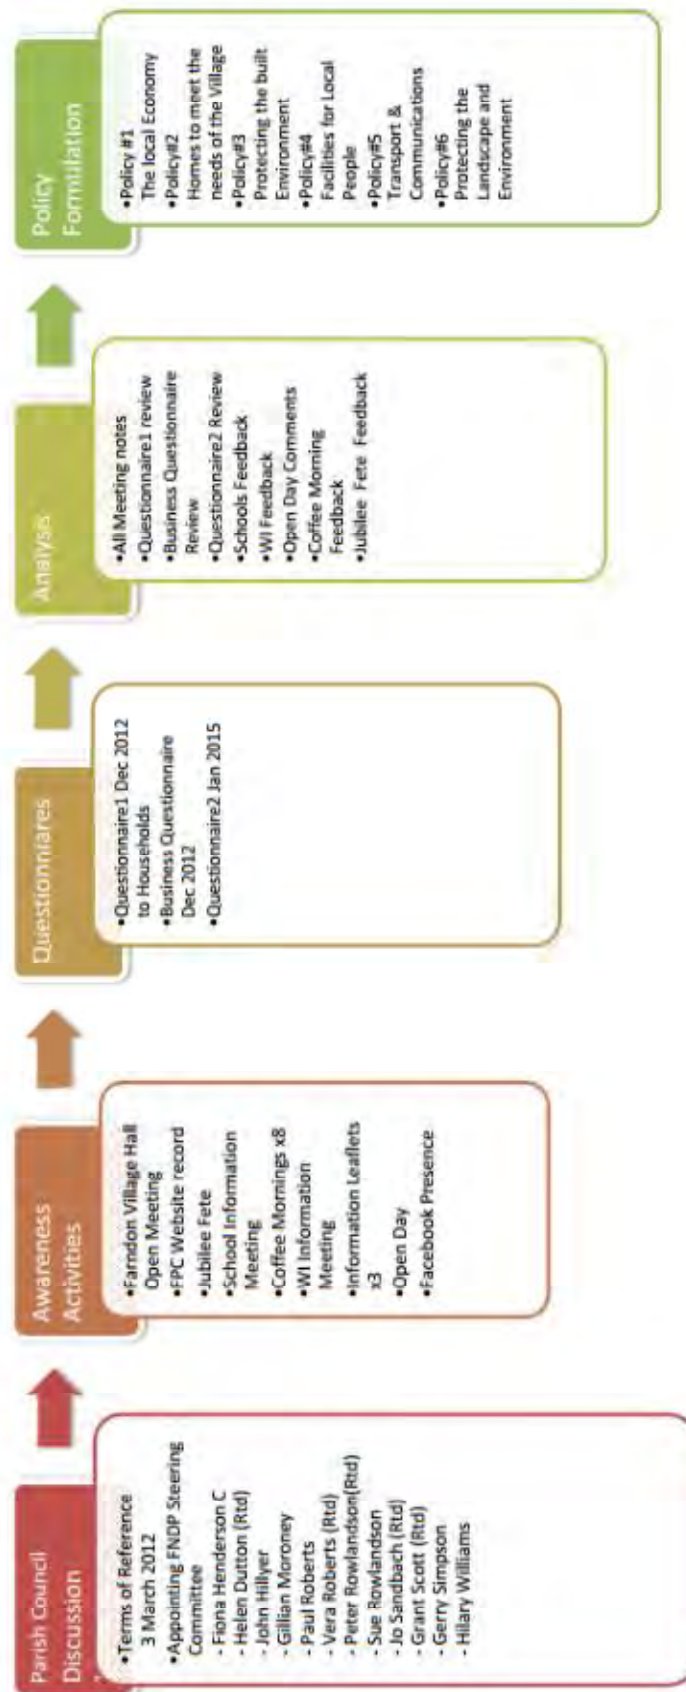 Parish Council
Discussion
•Terms of Reference
3 March 2012
•Appointing FNDP Steering
Committee
- Fiona Henderson C
- Helen Dutton (Rtd)
- John Hillyer
- Gillian Moroney
- Paul Roberts
- Vera Roberts (Rtd)
- Peter Rowlandson(Rtd)
- Sue Rowlandson
- Jo Sandbach (Rtd)
- Grant Scott (Rtd)
- Gerry Simpson
- Hilary Williams
Awareness
Activities
•Farndon Village Hall
Open Meeting
•FPC Website record
•Jubilee Fete
•School Information
Meeting
•Coffee Mornings x8
•WI Information
Meeting
•Information Leaflets
x3
•Open Day
•Facebook Presence
Questionniares
•Questionnaire1 Dec 2012
to Households
•Business Questionnaire
Dec 2012
•Questionnaire2 Jan 2015
Analysis
•All Meeting notes
•Questionnaire1 review
•Business Questionnaire
Review
•Questionnaire2 Review
•Schools Feedback
•WI Feedback
•Open Day Comments
•Coffee Morning
Feedback
•Jubilee Fete Feedback
Policy
Formulation
•Policy #1
The local Economy
•Policy#2
Homes to meet the
needs of the Village
•Policy#3
Protecting the built
Environment
•Policy#4
Facilities for Local
People
•Policy#5
Transport &
Communications
•Policy#6
Protecting the
Landscape and
Environment